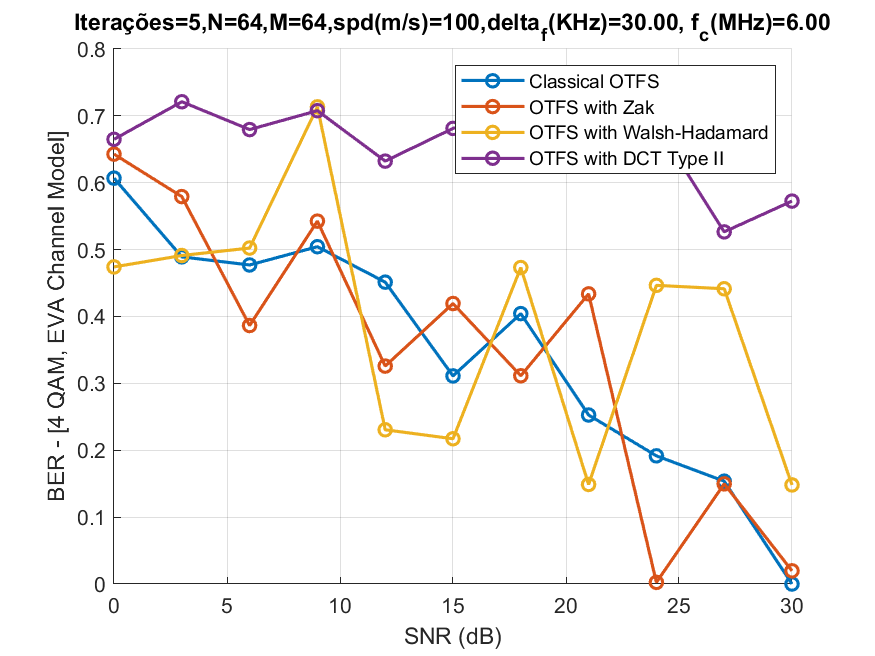 Iterações=5,N=64,M=64,spd(m/s)=100,delta_f(KHz)=30.00, f_c(MHz)=6.00
0.8
0.7
0.6
0.5
0.4
0.3
0.2
0.1
0
BER - [4 QAM, EVA Channel Model]
Classical OTFS
OTFS with Zak
OTFS with Walsh-Hadamard
OTFS with DCT Type II
0 5 10 15 20 25 30
SNR (dB)